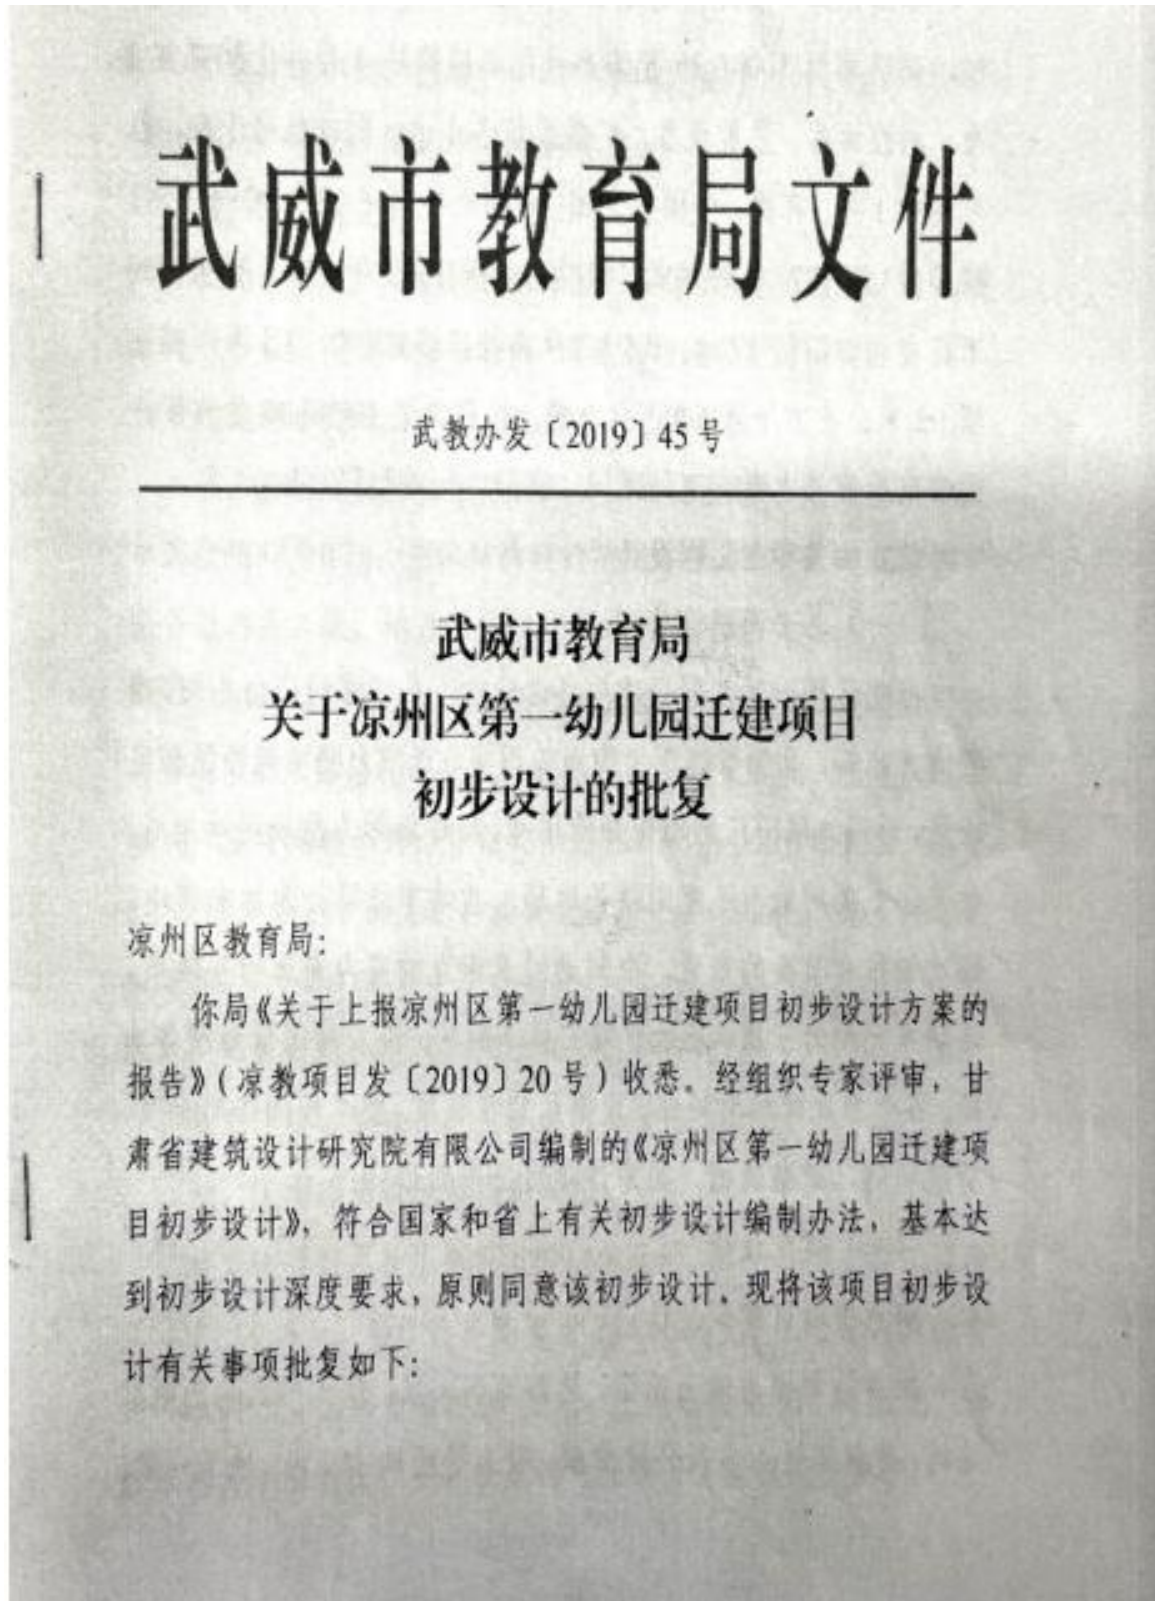 武威市教育局文件
武教办发〔2019〕45号
武威市教育局
关于凉州区第一幼儿园迁建项目
初步设计的批复
凉州区教育局：
你局《关于上报凉州区第一幼儿园迁建项目初步设计方案的
报告》（凉教项目发〔2019〕20号）收悉。经组织专家评审，甘
肃省建筑设计研究院有限公司编制的《凉州区第一幼儿园迁建项
目初步设计》，符合国家和省上有关初步设计编制办法，基本达
到初步设计深度要求，原则同意该初步设计。现将该项目初步设
计有关事项批复如下：